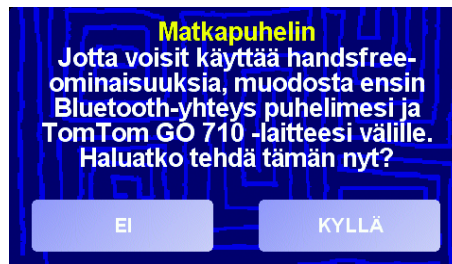 Matkapuhelin
Jotta voisit käyttää handsfree-
ominaisuuksia, muodosta ensin
Bluetooth-yhteys puhelimesi ja
TomTom GO 710 -laitteesi välille.
Haluatko tehdä tämän nyt?
EI
KYLLÄ